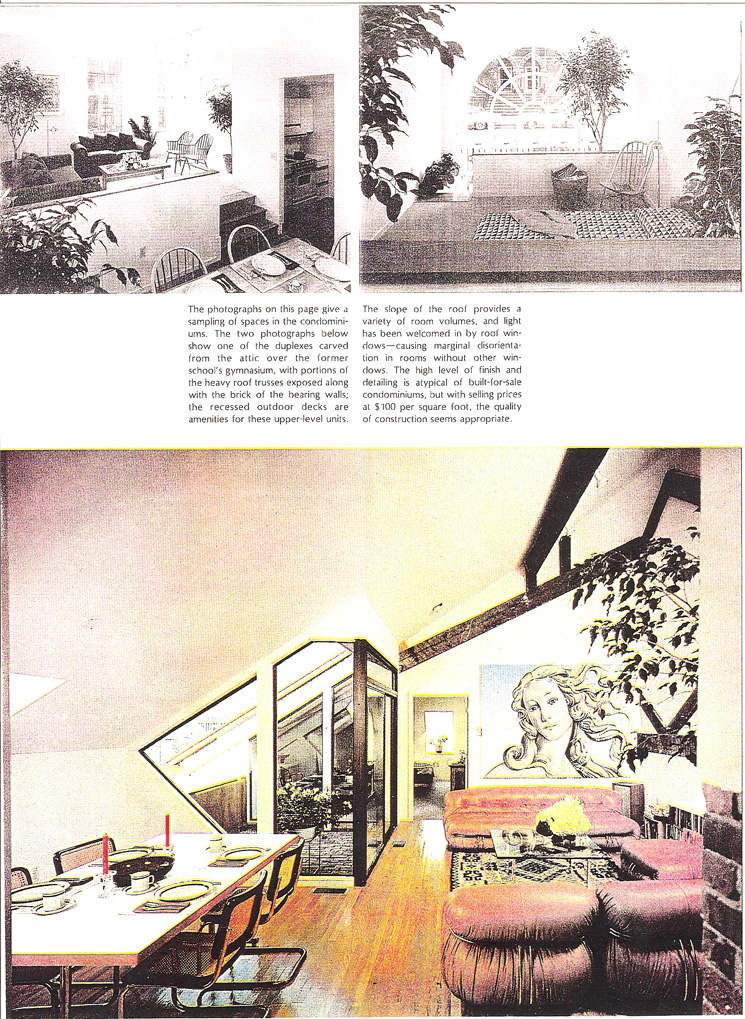 The photographs on this page give a
sampling of spaces in the condomini-
ums. The two photographs below
show one of the duplexes carved
from the attic over the former
school's gymnasium, with portions of
the heavy roof trusses exposed along
with the brick of the bearing walls;
the recessed outdoor decks are
amenities for these upper-level units.
The slope of the roof provides a
variety of room volumes, and light
has been welcomed in by roof win-
dows—causing marginal disorienta-
tion in rooms without other win-
dows. The high level of finish and
detailing is atypical of built-for-sale
condominiums, but with selling prices
at $100 per square foot, the quality
of construction seems appropriate.